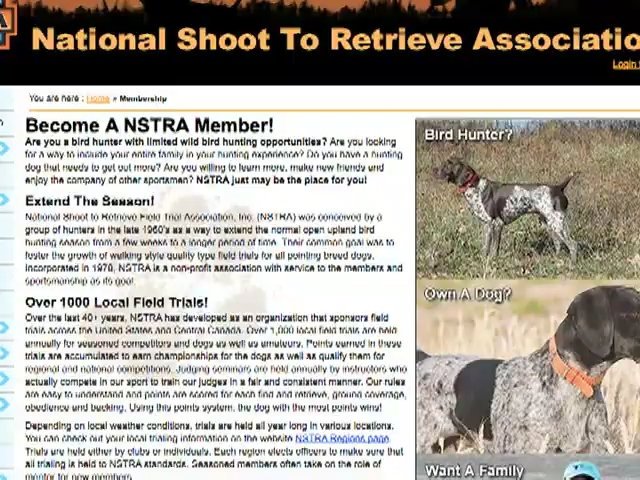 National Shoot To Retrieve Associatio
Login
You are here : Home » Membership
Become A NSTRA Member!
Are you a bird hunter with limited wild bird hunting opportunities? Are you looking
for a way to include your entire family in your hunting experience? Do you have a hunting
dog that needs to get out more? Are you willing to learn more, make new friends and
enjoy the company of other sportsmen? NSTRA just may be the place for you!
Extend The Season!
National Shoot to Retrieve Field Trial Association, Inc. (NSTRA) was conceived by a
group of hunters in the late 1960's as a way to extend the normal open upland bird
hunting season from a few weeks to a longer period of time. Their common goal was to
foster the growth of walking style quality type field trials for all pointing breed dogs.
Incorporated in 1978, NSTRA is a non-profit association with service to the members and
sportsmanship as its goal.
Over 1000 Local Field Trials!
Over the last 40+ years, NSTRA has developed as an organization that sponsors field
trials across the United States and Central Canada. Over 1,000 local field trials are held
annually for seasoned competitors and dogs as well as amateurs. Points earned in these
trials are accumulated to earn championships for the dogs as well as qualify them for
regional and national competitions. Judging seminars are held annually by instructors who
actually compete in our sport to train our judges in a fair and consistent manner. Our rules
are easy to understand and points are scored for each find and retrieve, ground coverage,
obedience and backing. Using this points system, the dog with the most points wins!
Depending on local weather conditions, trials are held all year long in various locations.
You can check out your local trialing information on the website NSTRA Regions page.
Trials are held either by clubs or individuals. Each region elects officers to make sure that
all trialing is held to NSTRA standards. Seasoned members often take on the role of
mentor for new members.
Bird Hunter?
Own A Dog?
Want A Family